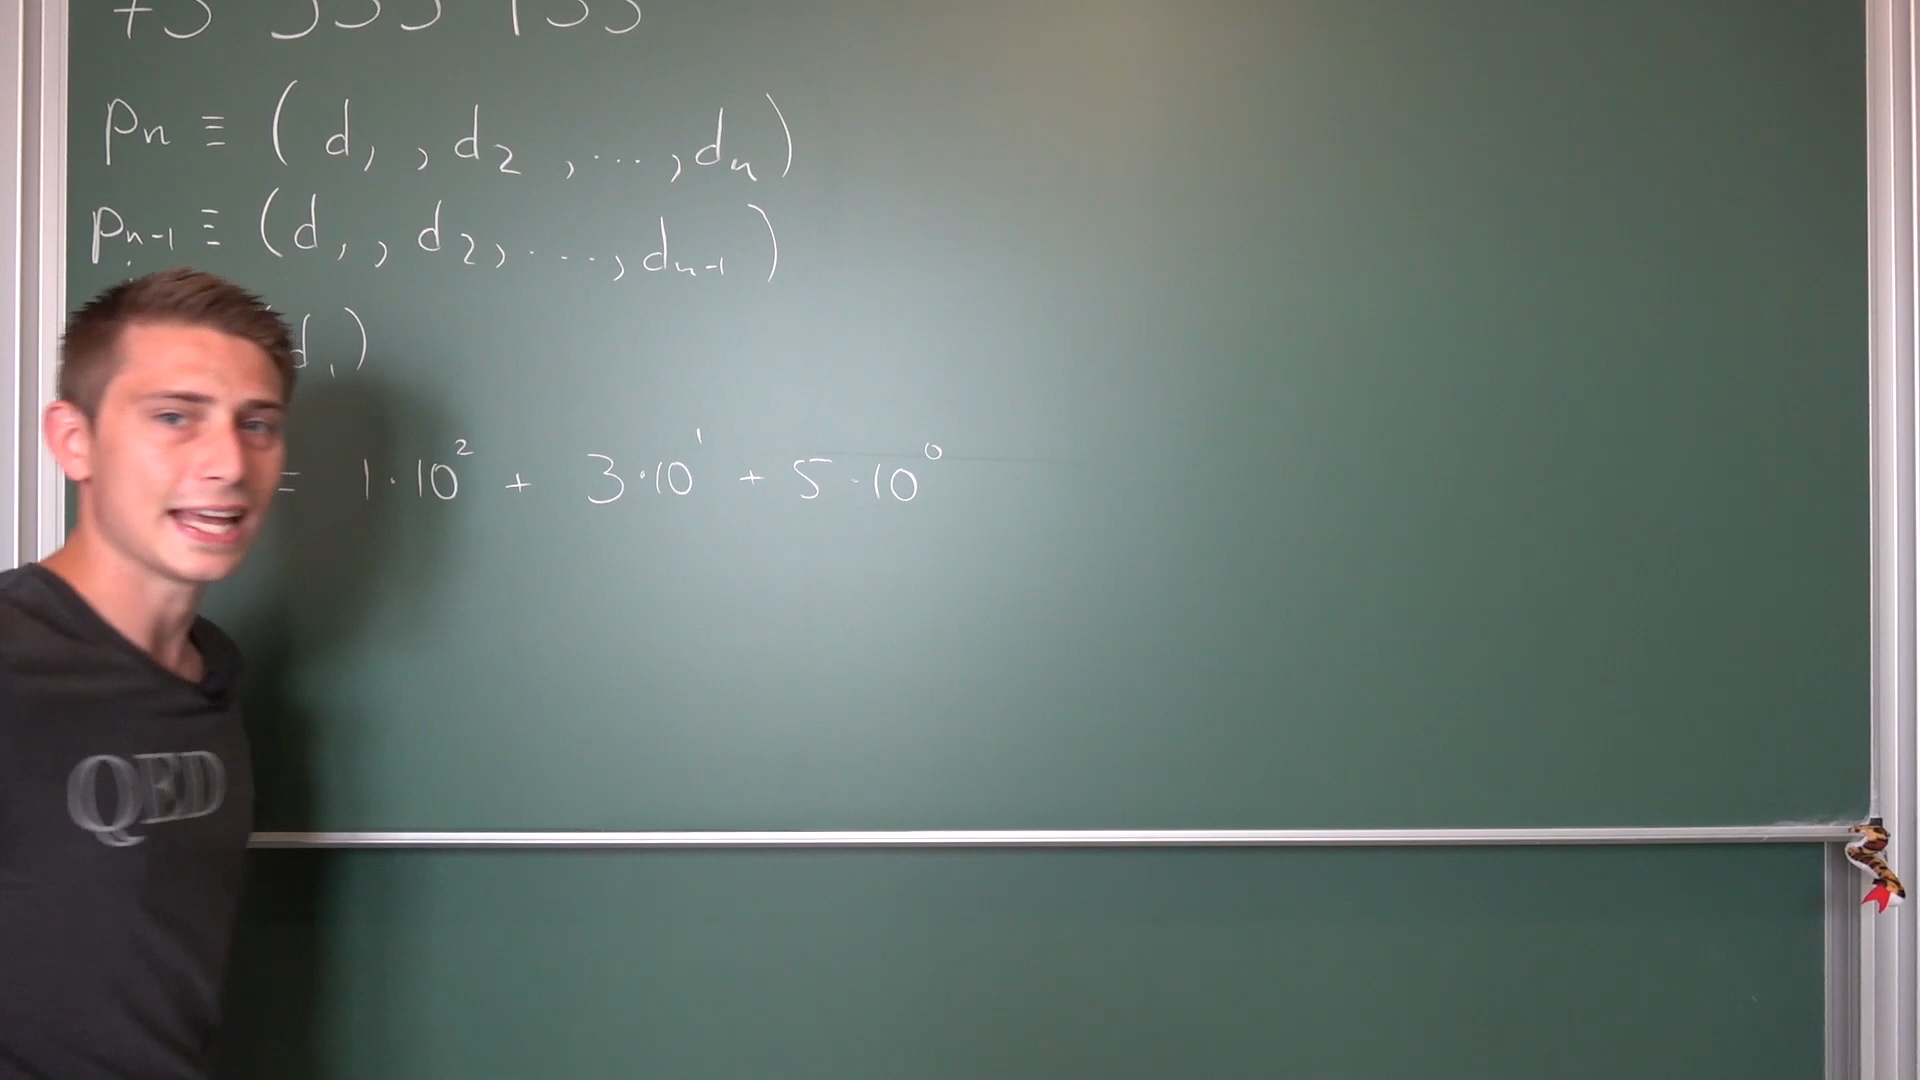 pₙ ≡ ( d₁ , d₂ , ... , dₙ )
pₙ₋₁ ≡ ( d₁ , d₂ , ... , dₙ₋₁ )
d₁ )
= 1 · 10² + 3 · 10¹ + 5 · 10⁰
QED